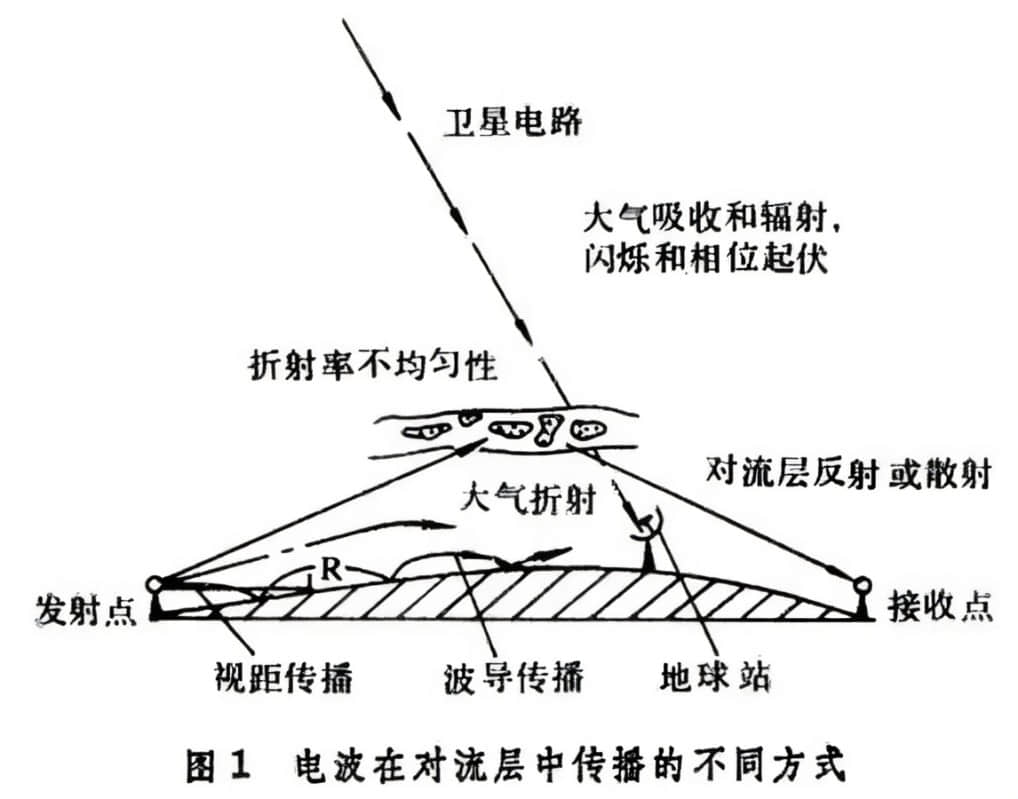 卫星电路
大气吸收和辐射,
闪烁和相位起伏
折射率不均匀性
对流层反射或散射
大气折射
R
发射点
接收点
视距传播
波导传播
地球站
图1 电波在对流层中传播的不同方式